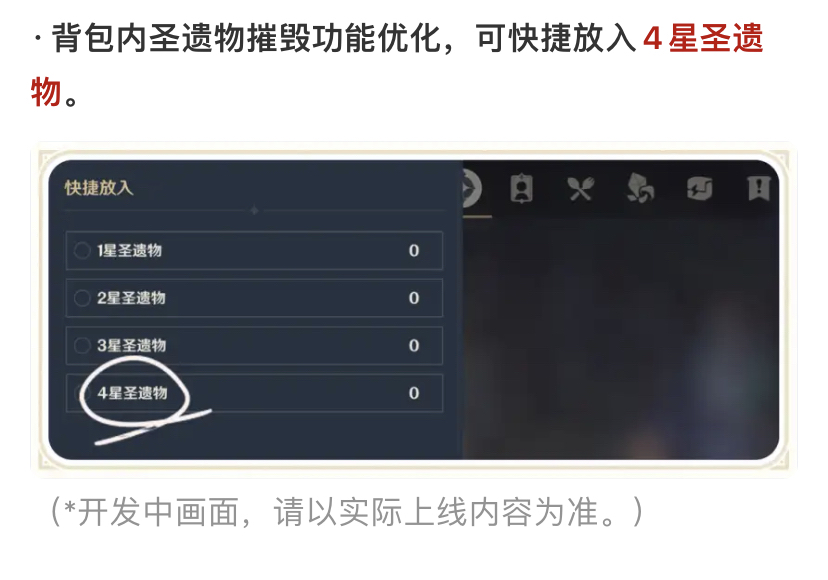 · 背包内圣遗物摧毁功能优化，可快捷放入4星圣遗
物。
快捷放入
1星圣遗物 0
2星圣遗物 0
3星圣遗物 0
4星圣遗物 0
（*开发中画面，请以实际上线内容为准。）